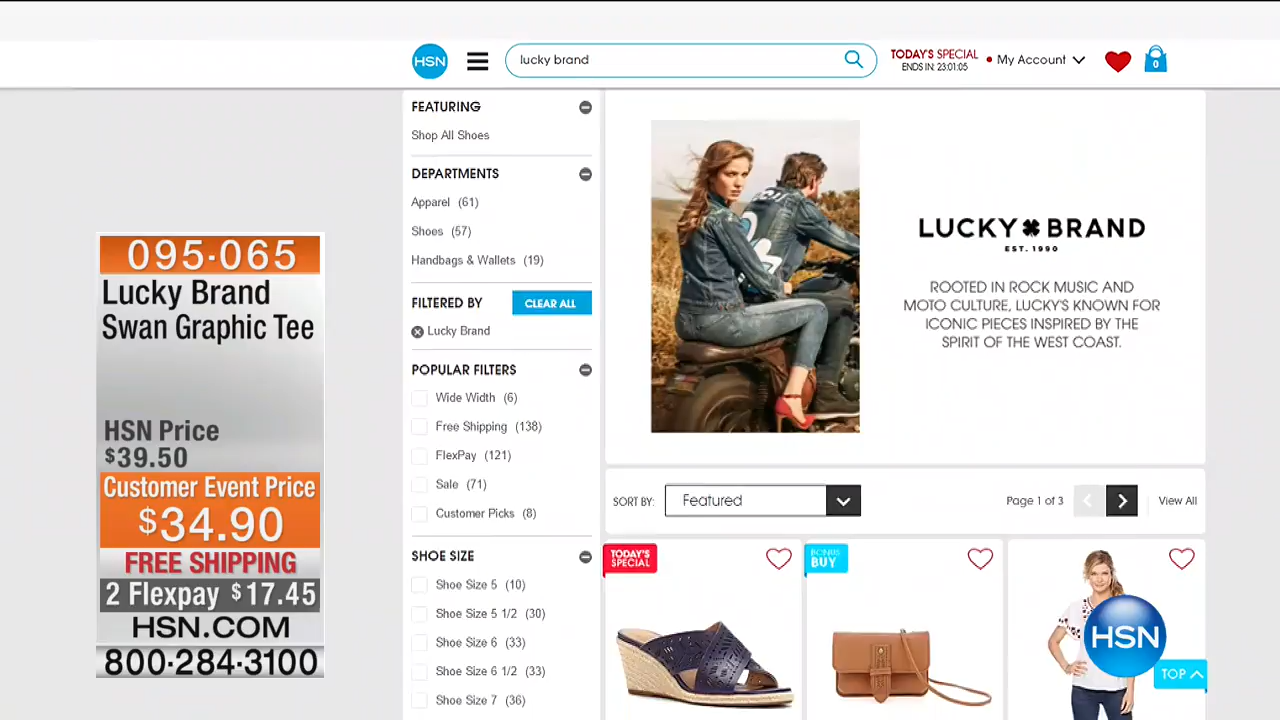 HSN
lucky brand
TODAY'S SPECIAL
ENDS IN: 23:01:05
My Account
0
095-065
Lucky Brand
Swan Graphic Tee
HSN Price
$39.50
Customer Event Price
$34.90
FREE SHIPPING
2 Flexpay $17.45
HSN.COM
800-284-3100
FEATURING
Shop All Shoes
DEPARTMENTS
Apparel (61)
Shoes (57)
Handbags & Wallets (19)
FILTERED BY
CLEAR ALL
Lucky Brand
POPULAR FILTERS
Wide Width (6)
Free Shipping (138)
FlexPay (121)
Sale (71)
Customer Picks (8)
SHOE SIZE
Shoe Size 5 (10)
Shoe Size 5 1/2 (30)
Shoe Size 6 (33)
Shoe Size 6 1/2 (33)
Shoe Size 7 (36)
LUCKY BRAND
EST. 1990
ROOTED IN ROCK MUSIC AND
MOTO CULTURE, LUCKY'S KNOWN FOR
ICONIC PIECES INSPIRED BY THE
SPIRIT OF THE WEST COAST.
SORT BY: Featured
Page 1 of 3
View All
TODAY'S
SPECIAL
BONUS
BUY
HSN
TOP